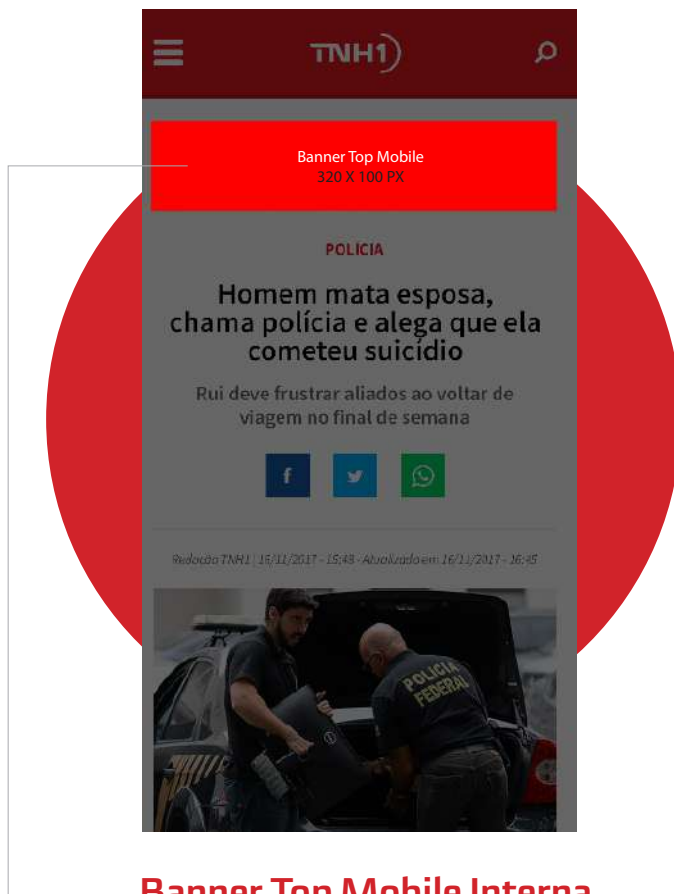 TNH1
Banner Top Mobile
320 X 100 PX
POLÍCIA
Homem mata esposa,
chama polícia e alega que ela
cometeu suicídio
Rui deve frustrar aliados ao voltar de
viagem no final de semana
f
Redação TNH1 | 16/11/2017 - 15:48 - Atualizada em: 16/11/2017 - 16:45
POLÍCIA
FEDERAL
Banner Top Mobile Interna